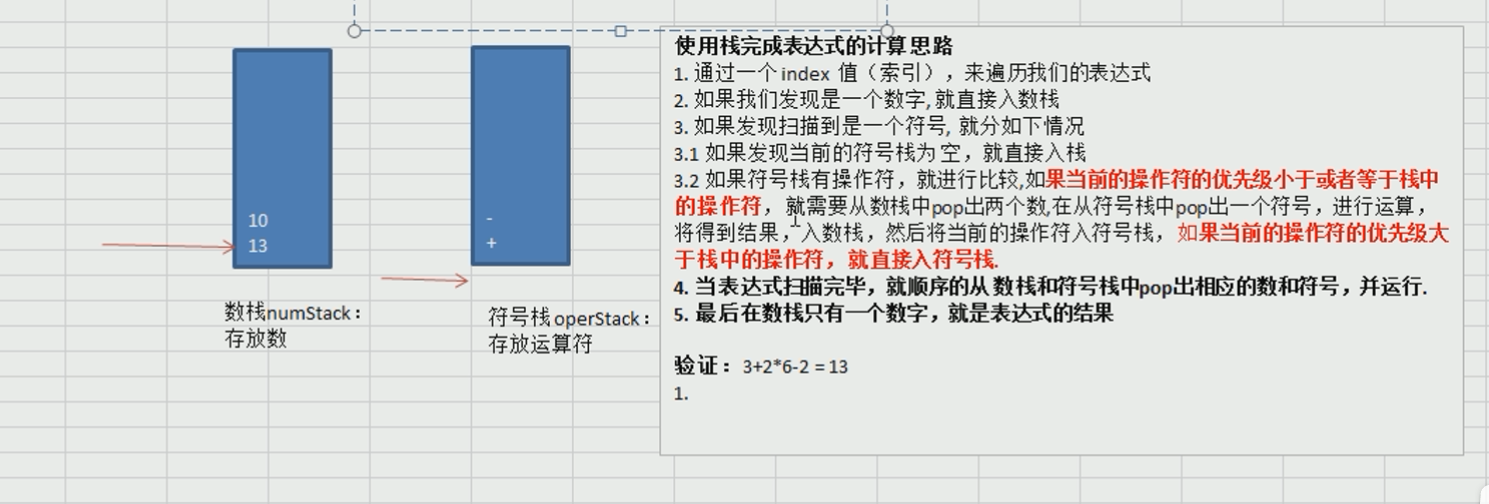 10
13
数栈numStack：
存放数
-
+
符号栈operStack：
存放运算符
使用栈完成表达式的计算思路
1. 通过一个 index 值（索引），来遍历我们的表达式
2. 如果我们发现是一个数字, 就直接入数栈
3. 如果发现扫描到是一个符号, 就分如下情况
3.1 如果发现当前的符号栈为 空，就直接入栈
3.2 如果符号栈有操作符，就进行比较,如果当前的操作符的优先级小于或者等于栈中
的操作符，就需要从数栈中pop出两个数,在从符号栈中pop出一个符号，进行运算，
将得到结果，入数栈，然后将当前的操作符入符号栈，如果当前的操作符的优先级大
于栈中的操作符，就直接入符号栈.
4. 当表达式扫描完毕，就顺序的从 数栈和符号栈中pop出相应的数和符号，并运行.
5. 最后在数栈只有一个数字，就是表达式的结果
验证：3+2*6-2 = 13
1.